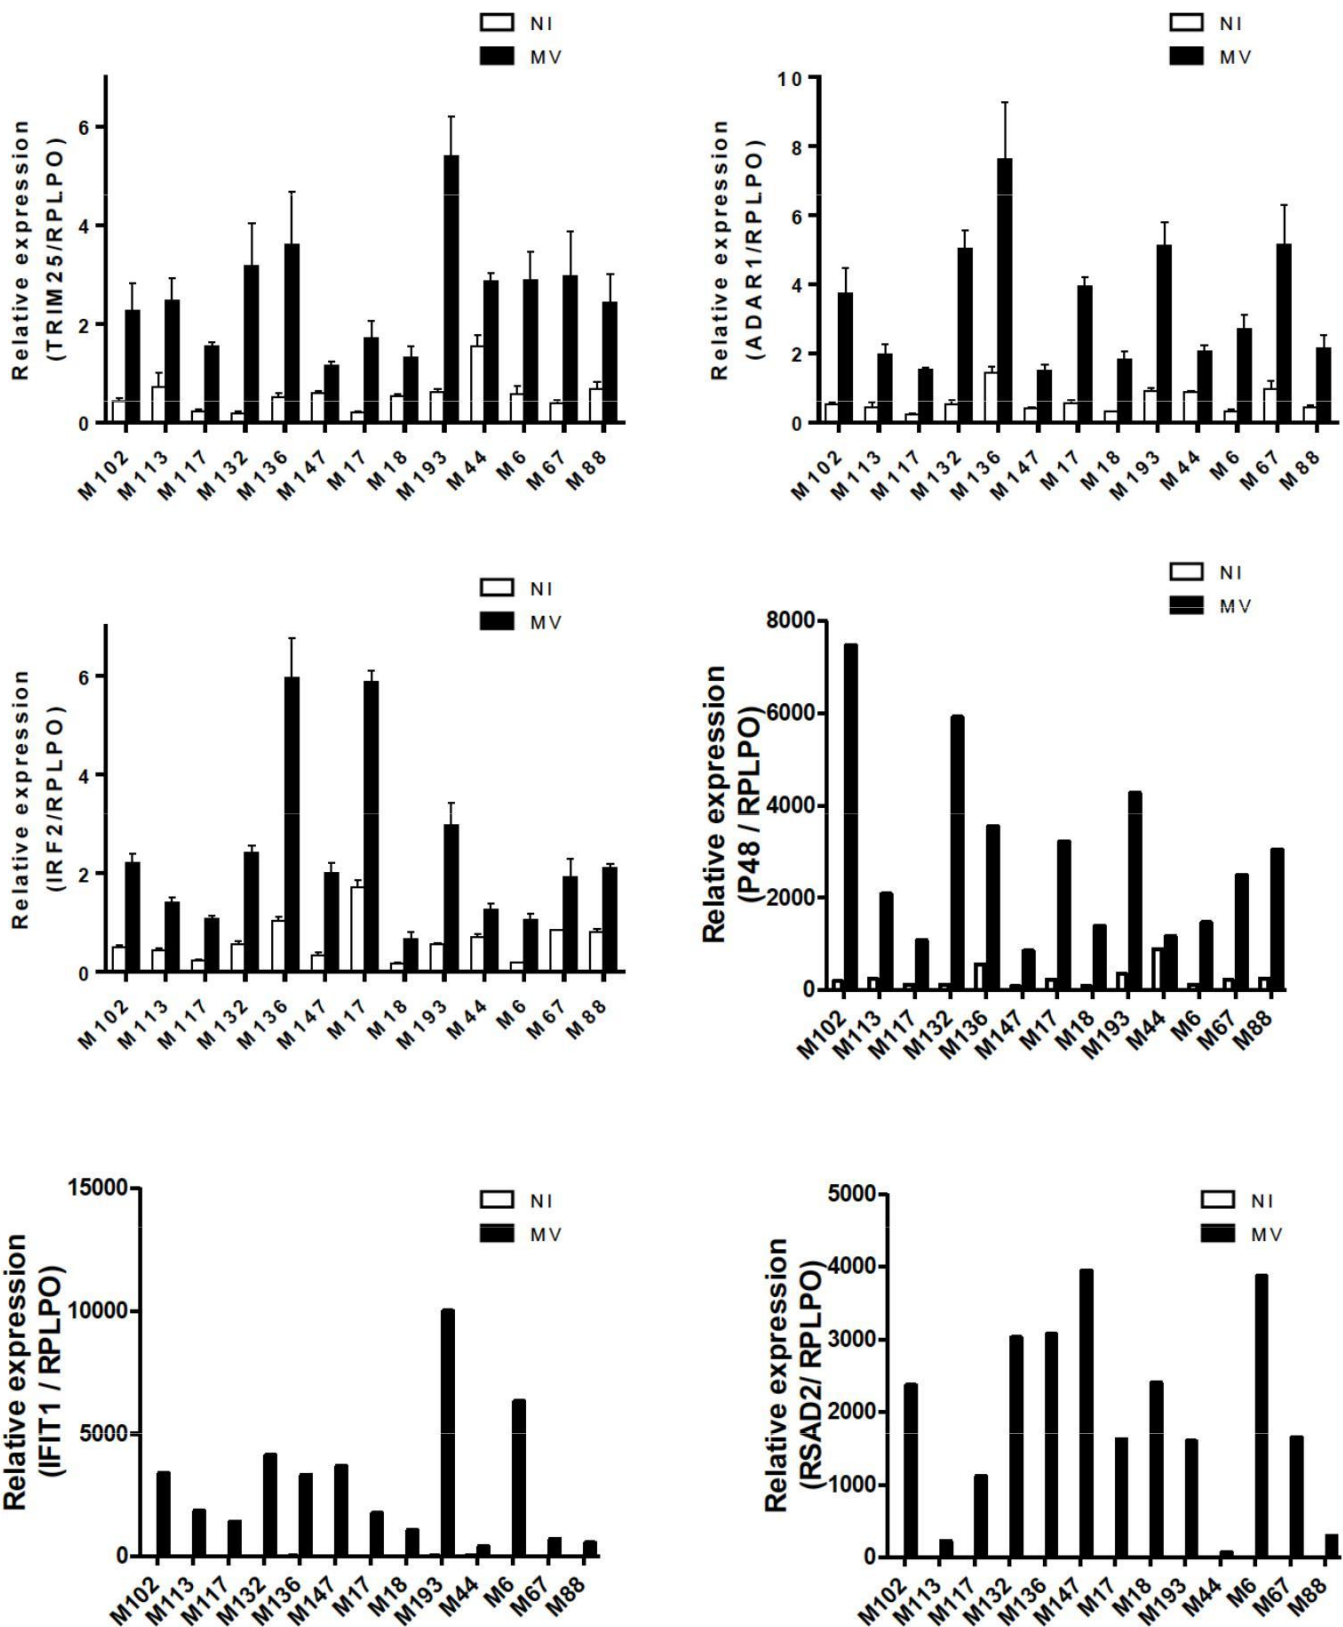 NI
MV
Relative expression
(TRIM25/RPLPO)
6
4
2
0
M102 M113 M117 M132 M136 M147 M17 M18 M193 M44 M6 M67 M88
NI
MV
Relative expression
(ADAR1/RPLPO)
10
8
6
4
2
0
M102 M113 M117 M132 M136 M147 M17 M18 M193 M44 M6 M67 M88
NI
MV
Relative expression
(IRF2/RPLPO)
6
4
2
0
M102 M113 M117 M132 M136 M147 M17 M18 M193 M44 M6 M67 M88
NI
MV
Relative expression
(P48 / RPLPO)
8000
6000
4000
2000
0
M102 M113 M117 M132 M136 M147 M17 M18 M193 M44 M6 M67 M88
NI
MV
Relative expression
(IFIT1 / RPLPO)
15000
10000
5000
0
M102 M113 M117 M132 M136 M147 M17 M18 M193 M44 M6 M67 M88
NI
MV
Relative expression
(RSAD2/ RPLPO)
5000
4000
3000
2000
1000
0
M102 M113 M117 M132 M136 M147 M17 M18 M193 M44 M6 M67 M88